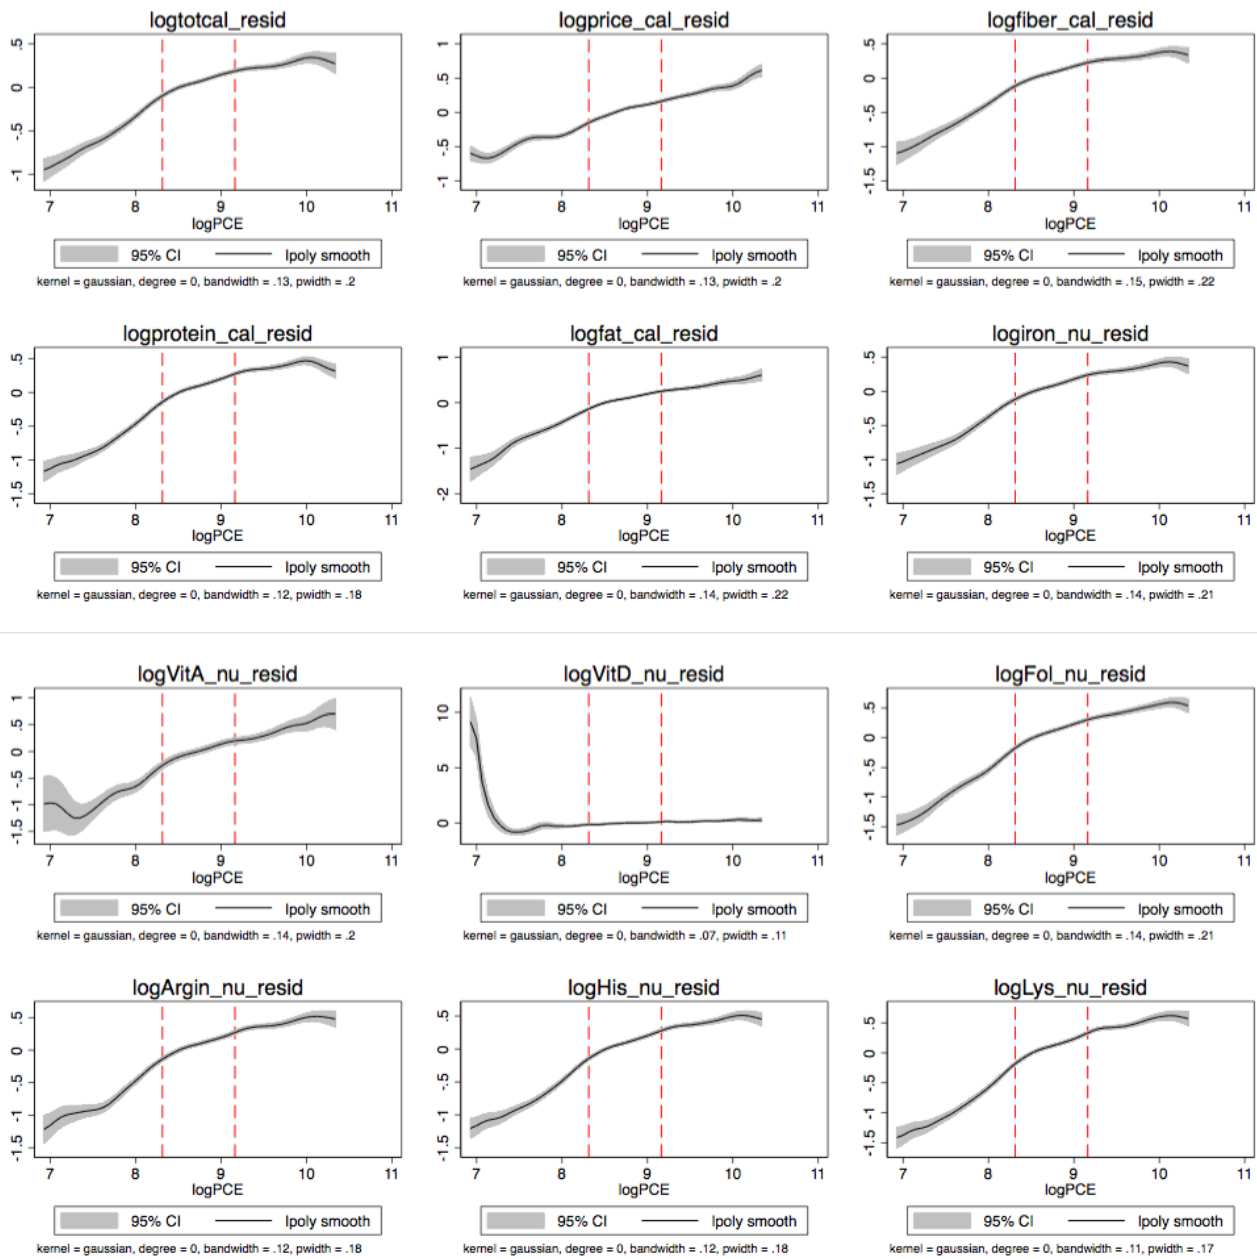 logtotcal_resid
.5
0
-.5
-1
7 8 9 10 11
logPCE
95% CI lpoly smooth
kernel = gaussian, degree = 0, bandwidth = .13, pwidth = .2
logprice_cal_resid
1
.5
0
-.5
-1
7 8 9 10 11
logPCE
95% CI lpoly smooth
kernel = gaussian, degree = 0, bandwidth = .13, pwidth = .2
logfiber_cal_resid
.5
0
-.5
-1
-1.5
7 8 9 10 11
logPCE
95% CI lpoly smooth
kernel = gaussian, degree = 0, bandwidth = .15, pwidth = .22
logprotein_cal_resid
.5
0
-.5
-1
-1.5
7 8 9 10 11
logPCE
95% CI lpoly smooth
kernel = gaussian, degree = 0, bandwidth = .12, pwidth = .18
logfat_cal_resid
1
0
-1
-2
7 8 9 10 11
logPCE
95% CI lpoly smooth
kernel = gaussian, degree = 0, bandwidth = .14, pwidth = .22
logiron_nu_resid
.5
0
-.5
-1
-1.5
7 8 9 10 11
logPCE
95% CI lpoly smooth
kernel = gaussian, degree = 0, bandwidth = .14, pwidth = .21
logVitA_nu_resid
1
.5
0
-.5
-1
-1.5
7 8 9 10 11
logPCE
95% CI lpoly smooth
kernel = gaussian, degree = 0, bandwidth = .14, pwidth = .2
logVitD_nu_resid
10
5
0
7 8 9 10 11
logPCE
95% CI lpoly smooth
kernel = gaussian, degree = 0, bandwidth = .07, pwidth = .11
logFol_nu_resid
.5
0
-.5
-1
-1.5
7 8 9 10 11
logPCE
95% CI lpoly smooth
kernel = gaussian, degree = 0, bandwidth = .14, pwidth = .21
logArgin_nu_resid
.5
0
-.5
-1
-1.5
7 8 9 10 11
logPCE
95% CI lpoly smooth
kernel = gaussian, degree = 0, bandwidth = .12, pwidth = .18
logHis_nu_resid
.5
0
-.5
-1
-1.5
7 8 9 10 11
logPCE
95% CI lpoly smooth
kernel = gaussian, degree = 0, bandwidth = .12, pwidth = .18
logLys_nu_resid
.5
0
-.5
-1
-1.5
7 8 9 10 11
logPCE
95% CI lpoly smooth
kernel = gaussian, degree = 0, bandwidth = .11, pwidth = .17